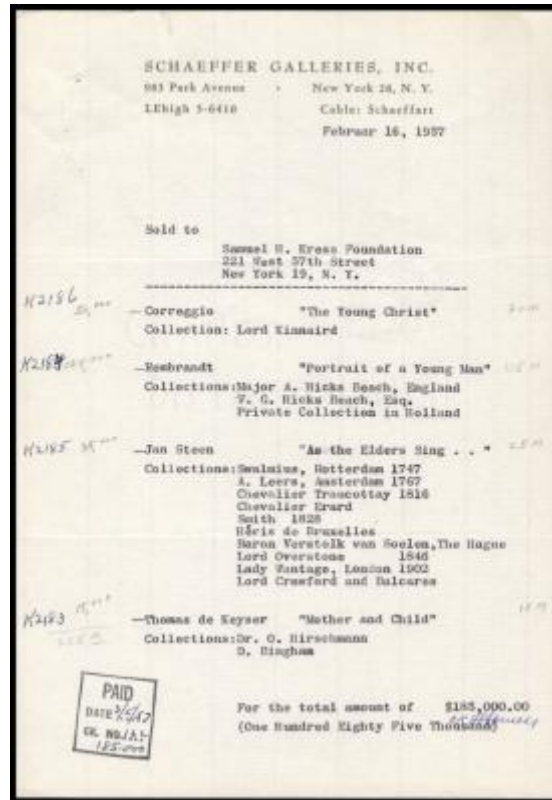 SCHAEFFER GALLERIES, INC.
983 Park Avenue · New York 28, N. Y.
LEhigh 5-6410 Cable: Schaeffart
Februar 16, 1957
Sold to
Samuel H. Kress Foundation
221 West 57th Street
New York 19, N. Y.
K2186
—Correggio "The Young Christ"
Collection: Lord Kinnaird
—Rembrandt "Portrait of a Young Man"
Collections:Major A. Hicks Beach, England
V. G. Hicks Beach, Esq.
Private Collection in Holland
K2185
—Jan Steen "As the Elders Sing . . "
Collections:Swalmius, Rotterdam 1747
A. Leers, Amsterdam 1767
Chevalier Troucottay 1816
Chevalier Erard
Smith 1828
Héris de Bruxelles
Baron Verstolk van Soelen,The Hague
Lord Overstone 1846
Lady Wantage, London 1902
Lord Crawford and Balcares
K2183
—Thomas de Keyser "Mother and Child"
Collections:Dr. O. Hirschmann
D. Bingham
PAID
DATE
CK. NO.
185.000
For the total amount of $185,000.00
(One Hundred Eighty Five Thousand)